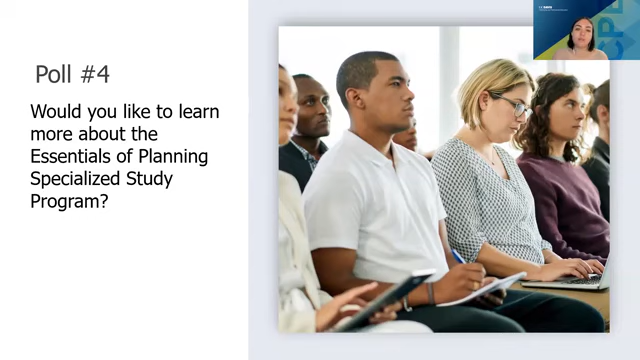 Poll #4
Would you like to learn
more about the
Essentials of Planning
Specialized Study
Program?